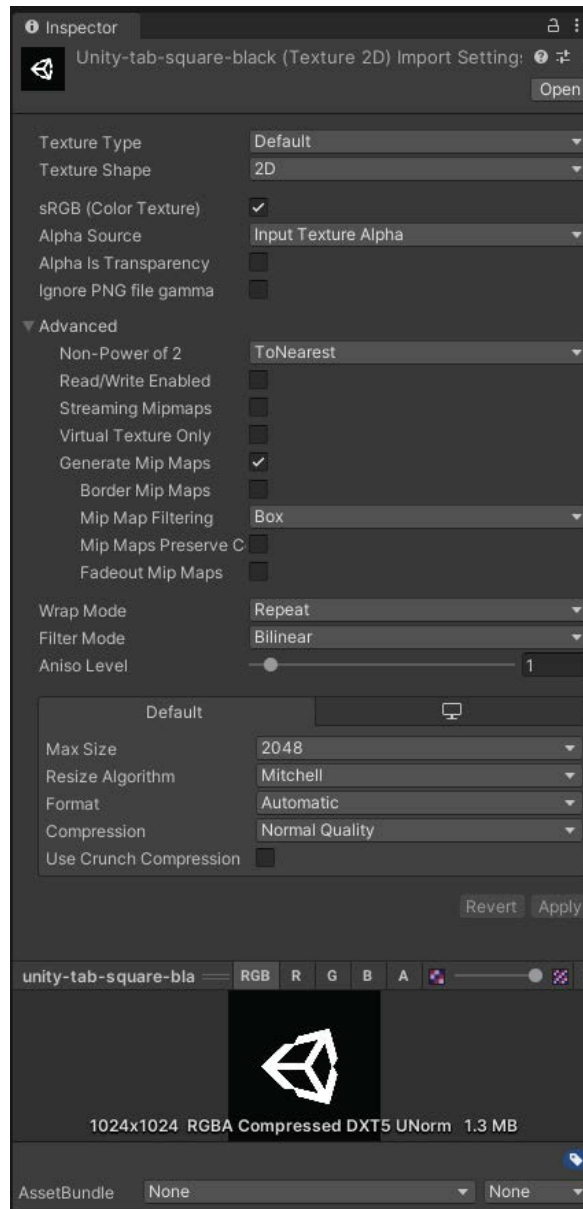 Inspector
Unity-tab-square-black (Texture 2D) Import Settings
Open
Texture Type Default
Texture Shape 2D
sRGB (Color Texture)
Alpha Source Input Texture Alpha
Alpha Is Transparency
Ignore PNG file gamma
Advanced
Non-Power of 2 ToNearest
Read/Write Enabled
Streaming Mipmaps
Virtual Texture Only
Generate Mip Maps
Border Mip Maps
Mip Map Filtering Box
Mip Maps Preserve C
Fadeout Mip Maps
Wrap Mode Repeat
Filter Mode Bilinear
Aniso Level 1
Default
Max Size 2048
Resize Algorithm Mitchell
Format Automatic
Compression Normal Quality
Use Crunch Compression
Revert Apply
unity-tab-square-bla RGB R G B A
1024x1024 RGBA Compressed DXT5 UNorm 1.3 MB
AssetBundle None None